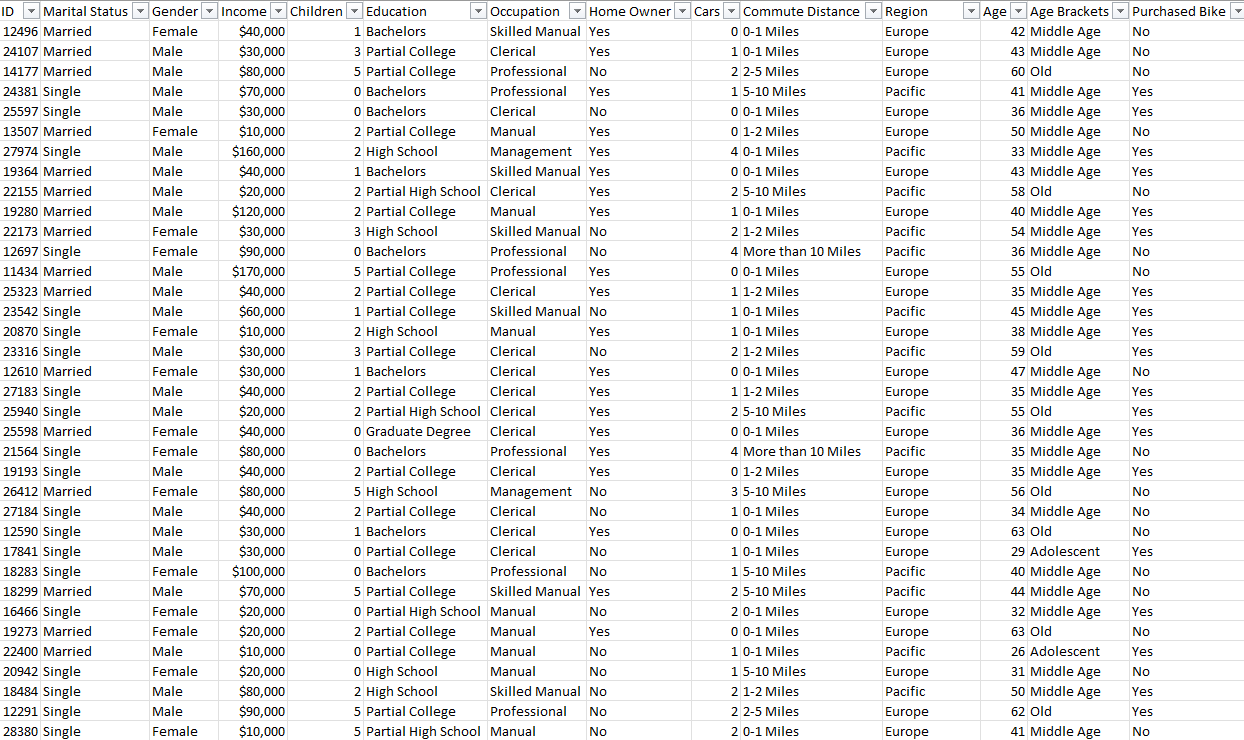 ID Marital Status Gender Income Children Education Occupation Home Owner Cars Commute Distance Region Age Age Brackets Purchased Bike
12496 Married Female $40,000 1 Bachelors Skilled Manual Yes 0 0-1 Miles Europe 42 Middle Age No
24107 Married Male $30,000 3 Partial College Clerical Yes 1 0-1 Miles Europe 43 Middle Age No
14177 Married Male $80,000 5 Partial College Professional No 2 2-5 Miles Europe 60 Old No
24381 Single Male $70,000 0 Bachelors Professional Yes 1 5-10 Miles Pacific 41 Middle Age Yes
25597 Single Male $30,000 0 Bachelors Clerical No 0 0-1 Miles Europe 36 Middle Age Yes
13507 Married Female $10,000 2 Partial College Manual Yes 0 1-2 Miles Europe 50 Middle Age No
27974 Single Male $160,000 2 High School Management Yes 4 0-1 Miles Pacific 33 Middle Age Yes
19364 Married Male $40,000 1 Bachelors Skilled Manual Yes 0 0-1 Miles Europe 43 Middle Age Yes
22155 Married Male $20,000 2 Partial High School Clerical Yes 2 5-10 Miles Pacific 58 Old No
19280 Married Male $120,000 2 Partial College Manual Yes 1 0-1 Miles Europe 40 Middle Age Yes
22173 Married Female $30,000 3 High School Skilled Manual No 2 1-2 Miles Pacific 54 Middle Age Yes
12697 Single Female $90,000 0 Bachelors Professional No 4 More than 10 Miles Pacific 36 Middle Age No
11434 Married Male $170,000 5 Partial College Professional Yes 0 0-1 Miles Europe 55 Old No
25323 Married Male $40,000 2 Partial College Clerical Yes 1 1-2 Miles Europe 35 Middle Age Yes
23542 Single Male $60,000 1 Partial College Skilled Manual No 1 0-1 Miles Pacific 45 Middle Age Yes
20870 Single Female $10,000 2 High School Manual Yes 1 0-1 Miles Europe 38 Middle Age Yes
23316 Single Male $30,000 3 Partial College Clerical No 2 1-2 Miles Pacific 59 Old Yes
12610 Married Female $30,000 1 Bachelors Clerical Yes 0 0-1 Miles Europe 47 Middle Age No
27183 Single Male $40,000 2 Partial College Clerical Yes 1 1-2 Miles Europe 35 Middle Age Yes
25940 Single Male $20,000 2 Partial High School Clerical Yes 2 5-10 Miles Pacific 55 Old Yes
25598 Married Female $40,000 0 Graduate Degree Clerical Yes 0 0-1 Miles Europe 36 Middle Age Yes
21564 Single Female $80,000 0 Bachelors Professional Yes 4 More than 10 Miles Pacific 35 Middle Age No
19193 Single Male $40,000 2 Partial College Clerical Yes 0 1-2 Miles Europe 35 Middle Age Yes
26412 Married Female $80,000 5 High School Management No 3 5-10 Miles Europe 56 Old No
27184 Single Male $40,000 2 Partial College Clerical No 1 0-1 Miles Europe 34 Middle Age No
12590 Single Male $30,000 1 Bachelors Clerical Yes 0 0-1 Miles Europe 63 Old No
17841 Single Male $30,000 0 Partial College Clerical No 1 0-1 Miles Europe 29 Adolescent Yes
18283 Single Female $100,000 0 Bachelors Professional No 1 5-10 Miles Pacific 40 Middle Age No
18299 Married Male $70,000 5 Partial College Skilled Manual Yes 2 5-10 Miles Pacific 44 Middle Age No
16466 Single Female $20,000 0 Partial High School Manual No 2 0-1 Miles Europe 32 Middle Age Yes
19273 Married Female $20,000 2 Partial College Manual Yes 0 0-1 Miles Europe 63 Old No
22400 Married Male $10,000 0 Partial College Manual No 1 0-1 Miles Pacific 26 Adolescent Yes
20942 Single Female $20,000 0 High School Manual No 1 5-10 Miles Europe 31 Middle Age No
18484 Single Male $80,000 2 High School Skilled Manual No 2 1-2 Miles Pacific 50 Middle Age Yes
12291 Single Male $90,000 5 Partial College Professional No 2 2-5 Miles Europe 62 Old Yes
28380 Single Female $10,000 5 Partial High School Manual No 2 0-1 Miles Europe 41 Middle Age No